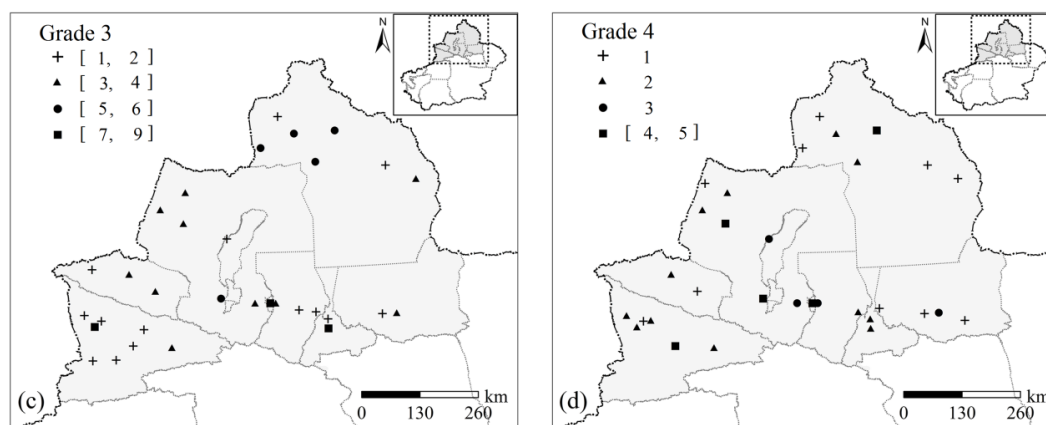 Grade 3
[ 1, 2 ]
[ 3, 4 ]
[ 5, 6 ]
[ 7, 9 ]
N
(c)
km
0 130 260
Grade 4
1
2
3
[ 4, 5 ]
N
(d)
km
0 130 260